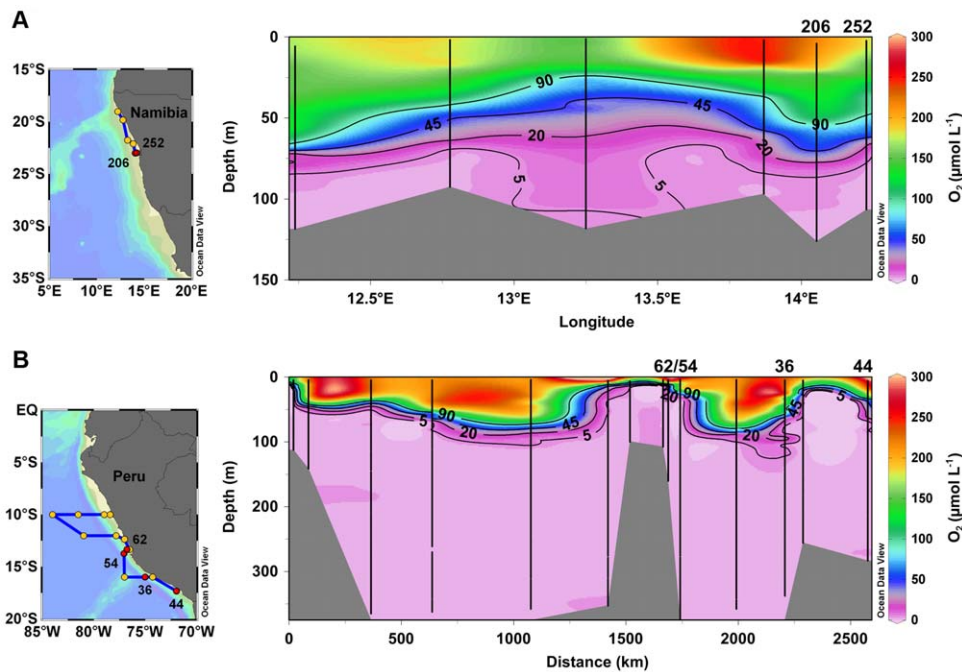 A
15°S
20°S
25°S
30°S
35°S
5°E 10°E 15°E 20°E
Namibia
252
206
Ocean Data View
206 252
Depth (m)
0
50
100
150
90
45
20
5
5
45
20
90
12.5°E 13°E 13.5°E 14°E
Longitude
Ocean Data View
300
250
200
150
100
50
0
O₂ (µmol L⁻¹)
B
EQ
5°S
10°S
15°S
20°S
85°W 80°W 75°W 70°W
Peru
62
54
36
44
Ocean Data View
62/54 36 44
Depth (m)
0
100
200
300
5
90
20
45
5
20
90
20
45
5
0 500 1000 1500 2000 2500
Distance (km)
Ocean Data View
300
250
200
150
100
50
0
O₂ (µmol L⁻¹)